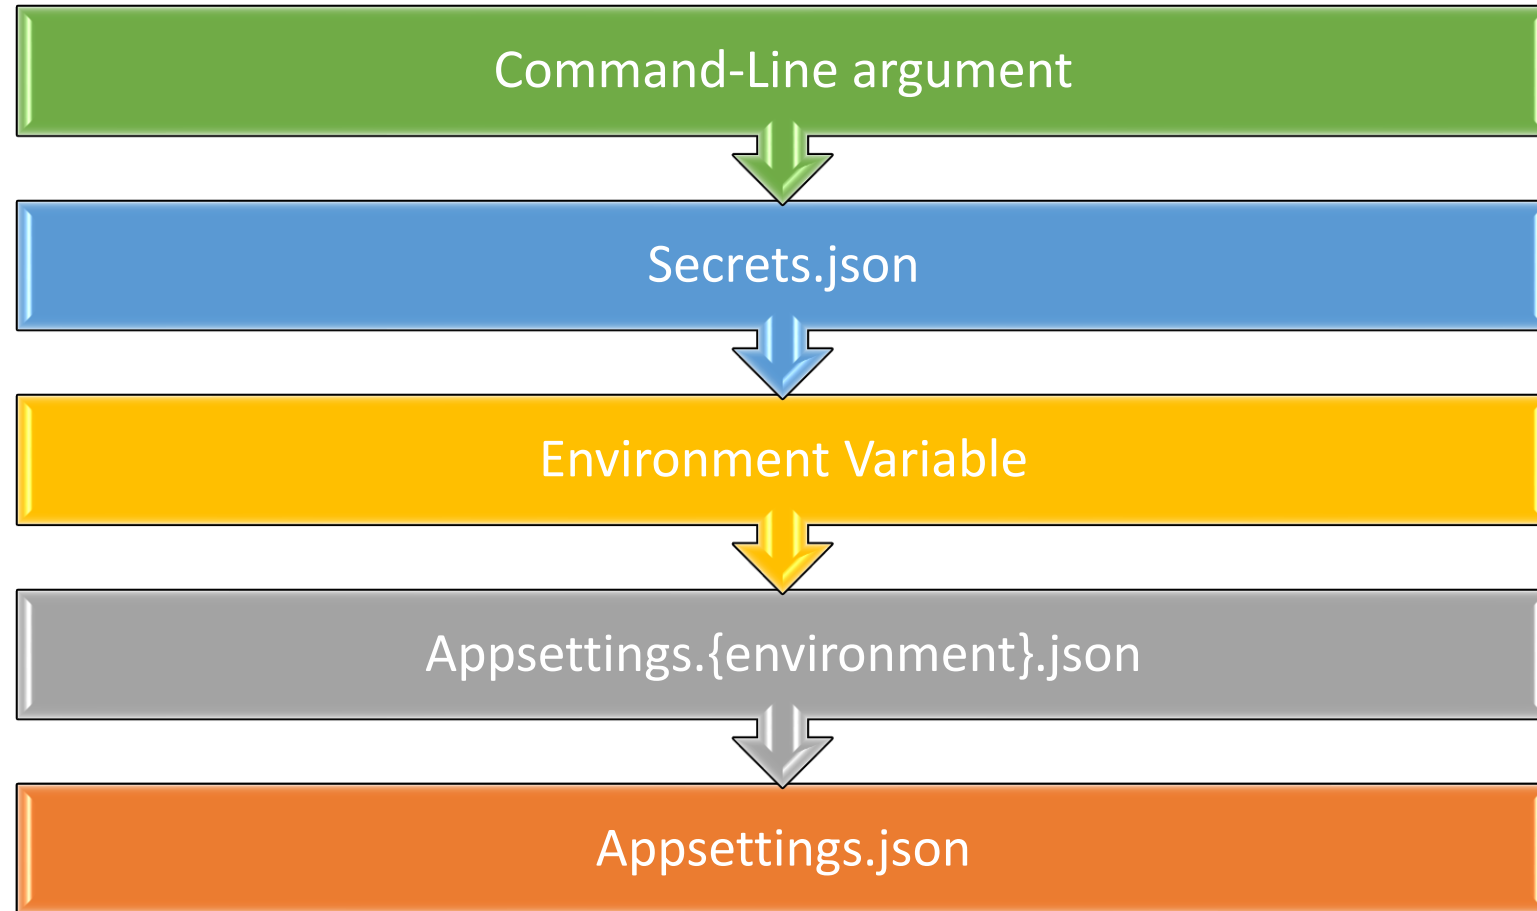 Command-Line argument
Secrets.json
Environment Variable
Appsettings.{environment}.json
Appsettings.json